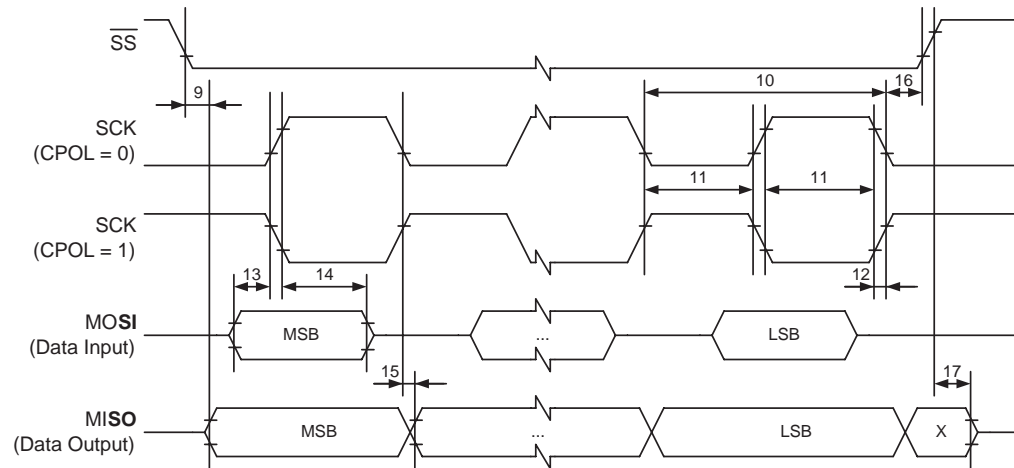 SS
9
10
16
SCK
(CPOL = 0)
11
11
SCK
(CPOL = 1)
13
14
12
MOSI
(Data Input)
MSB
...
LSB
15
17
MISO
(Data Output)
MSB
...
LSB
X